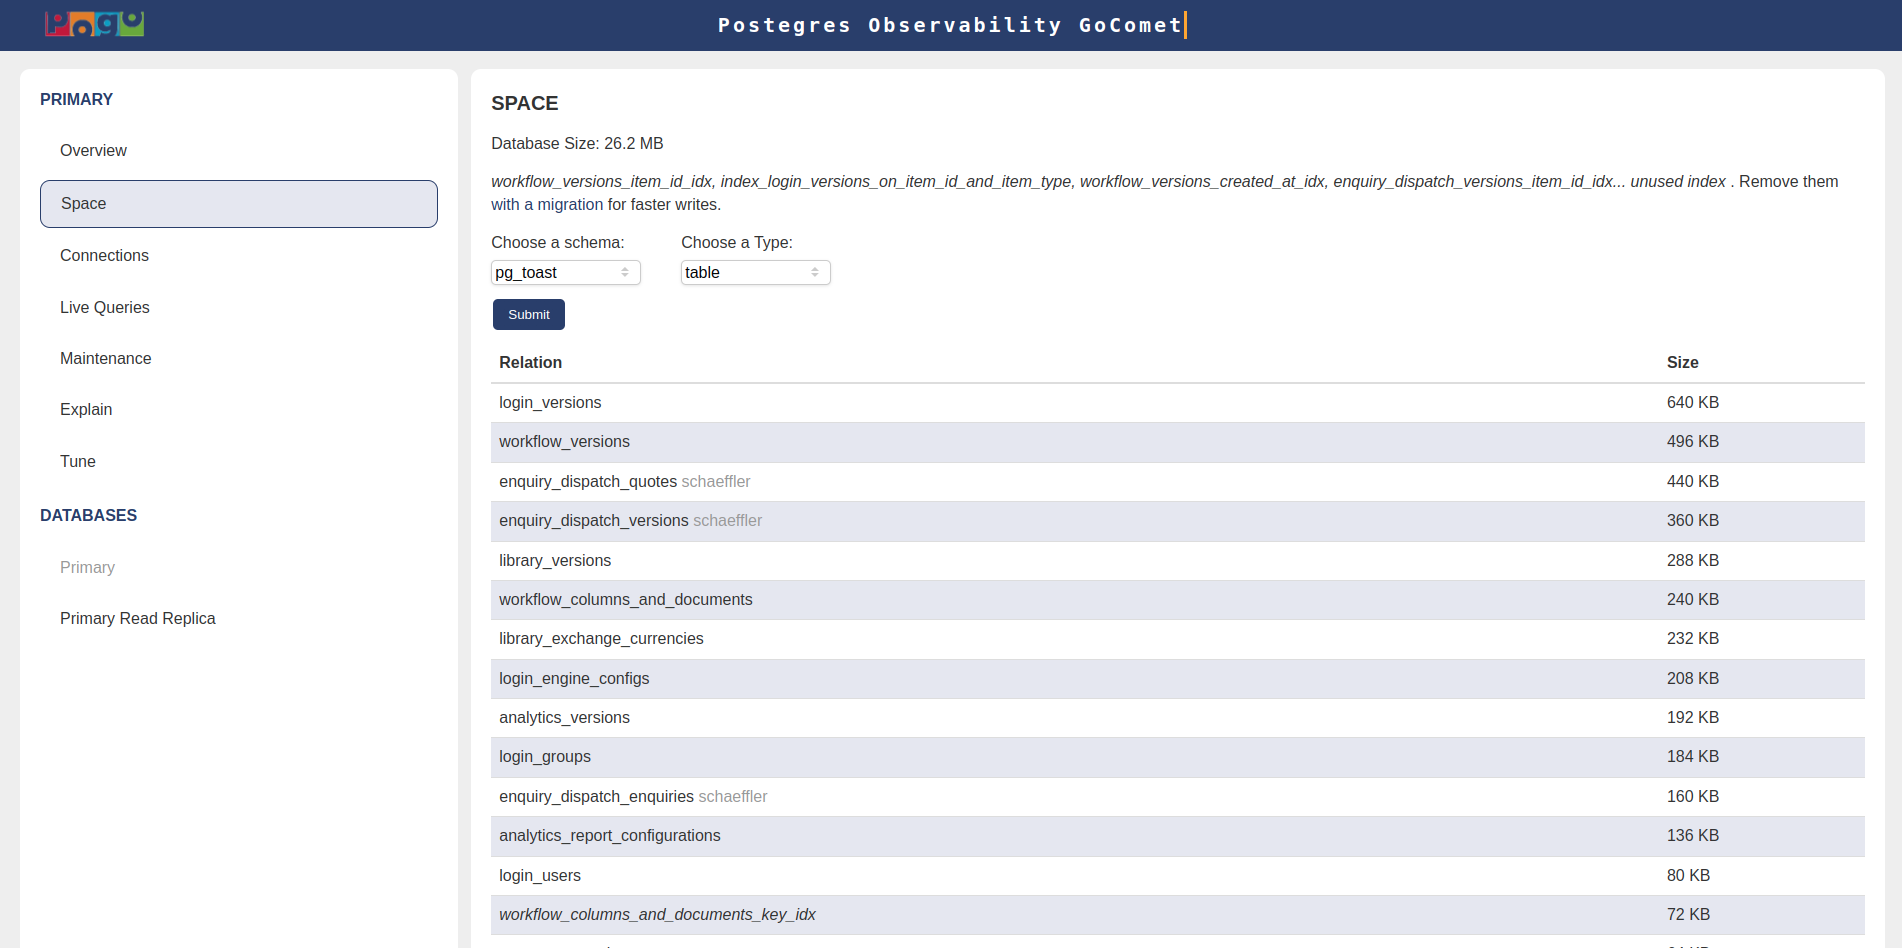 Pogo
Postegres Observability GoComet
PRIMARY
Overview
Space
Connections
Live Queries
Maintenance
Explain
Tune
DATABASES
Primary
Primary Read Replica
SPACE
Database Size: 26.2 MB
workflow_versions_item_id_idx, index_login_versions_on_item_id_and_item_type, workflow_versions_created_at_idx, enquiry_dispatch_versions_item_id_idx... unused index . Remove them
with a migration for faster writes.
Choose a schema: Choose a Type:
pg_toast table
Submit
Relation Size
login_versions 640 KB
workflow_versions 496 KB
enquiry_dispatch_quotes schaeffler 440 KB
enquiry_dispatch_versions schaeffler 360 KB
library_versions 288 KB
workflow_columns_and_documents 240 KB
library_exchange_currencies 232 KB
login_engine_configs 208 KB
analytics_versions 192 KB
login_groups 184 KB
enquiry_dispatch_enquiries schaeffler 160 KB
analytics_report_configurations 136 KB
login_users 80 KB
workflow_columns_and_documents_key_idx 72 KB